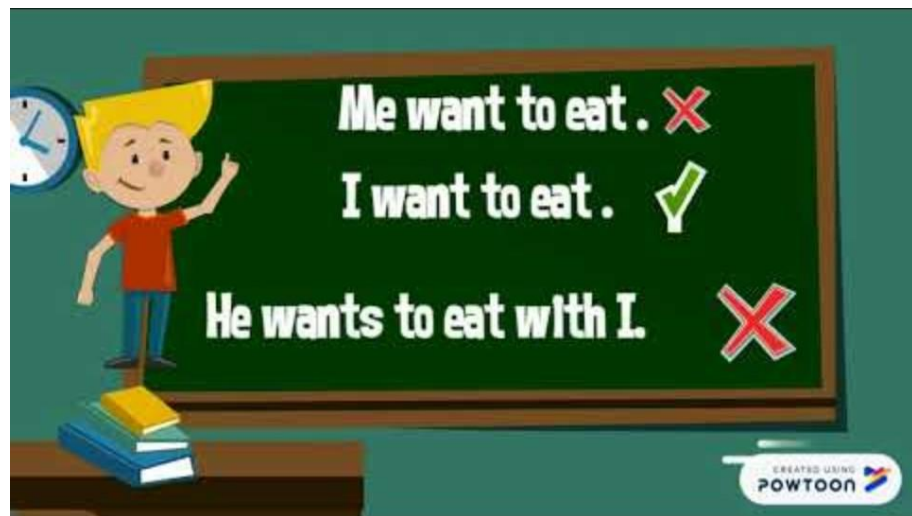 Me want to eat .
I want to eat .
He wants to eat with I.
CREATED USING
POWTOON